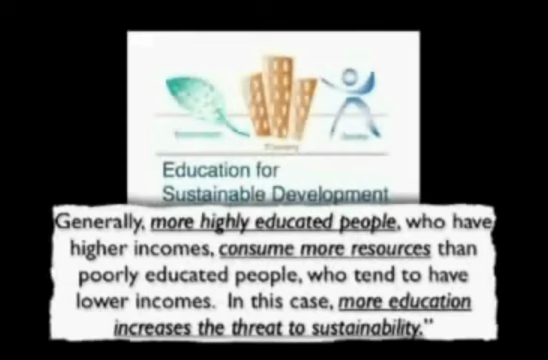 Economy
Education for
Sustainable Development
Generally, more highly educated people, who have
higher incomes, consume more resources than
poorly educated people, who tend to have
lower incomes. In this case, more education
increases the threat to sustainability."